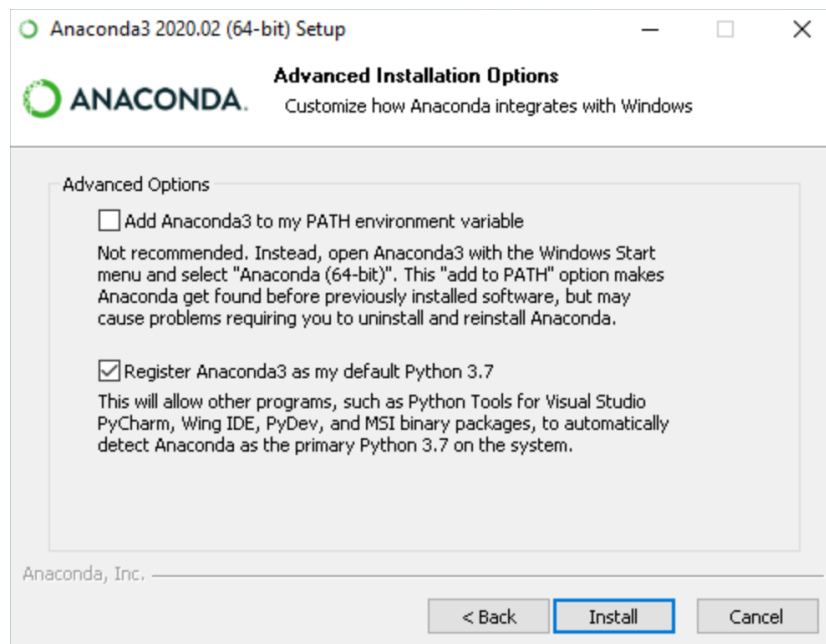 Anaconda3 2020.02 (64-bit) Setup
ANACONDA.
Advanced Installation Options
Customize how Anaconda integrates with Windows
Advanced Options
Add Anaconda3 to my PATH environment variable
Not recommended. Instead, open Anaconda3 with the Windows Start
menu and select "Anaconda (64-bit)". This "add to PATH" option makes
Anaconda get found before previously installed software, but may
cause problems requiring you to uninstall and reinstall Anaconda.
Register Anaconda3 as my default Python 3.7
This will allow other programs, such as Python Tools for Visual Studio
PyCharm, Wing IDE, PyDev, and MSI binary packages, to automatically
detect Anaconda as the primary Python 3.7 on the system.
Anaconda, Inc.
< Back Install Cancel